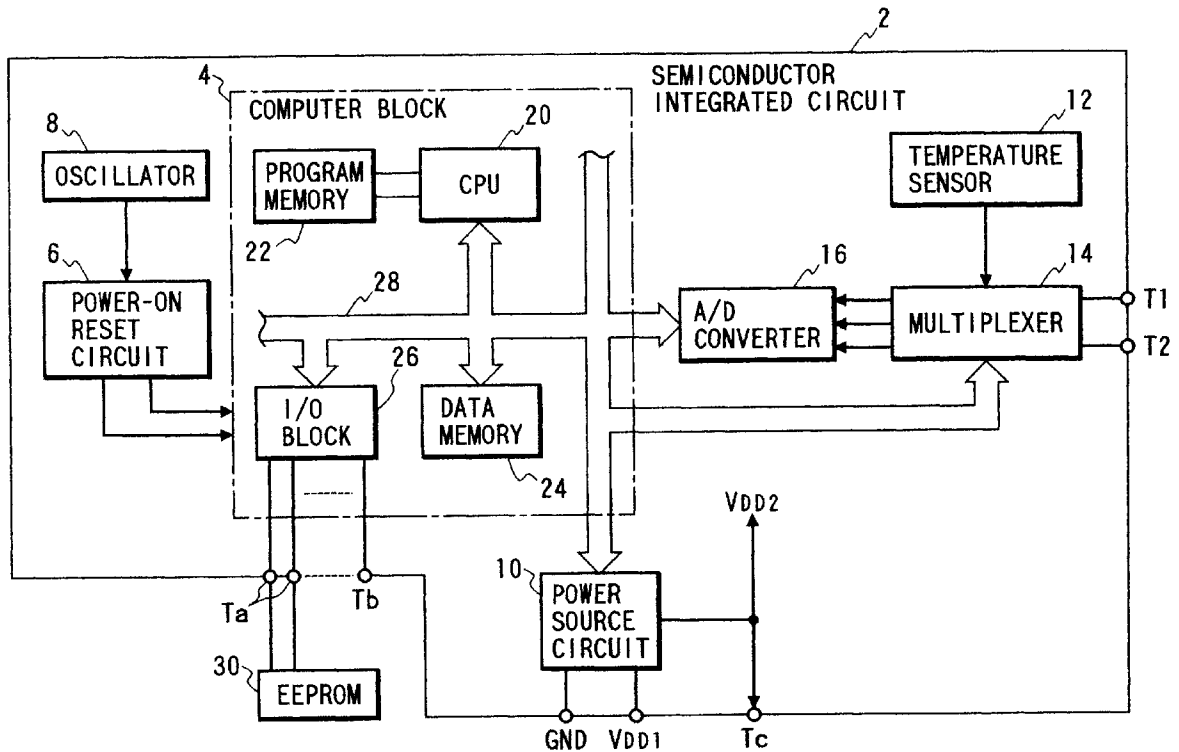 2
4
SEMICONDUCTOR
INTEGRATED CIRCUIT
COMPUTER BLOCK
8
20
12
OSCILLATOR
PROGRAM
MEMORY
CPU
TEMPERATURE
SENSOR
22
6
16
14
POWER-ON
RESET
CIRCUIT
28
A/D
CONVERTER
MULTIPLEXER
T1
T2
26
I/O
BLOCK
DATA
MEMORY
24
VDD2
10
Ta
Tb
POWER
SOURCE
CIRCUIT
30
EEPROM
GND
VDD1
Tc